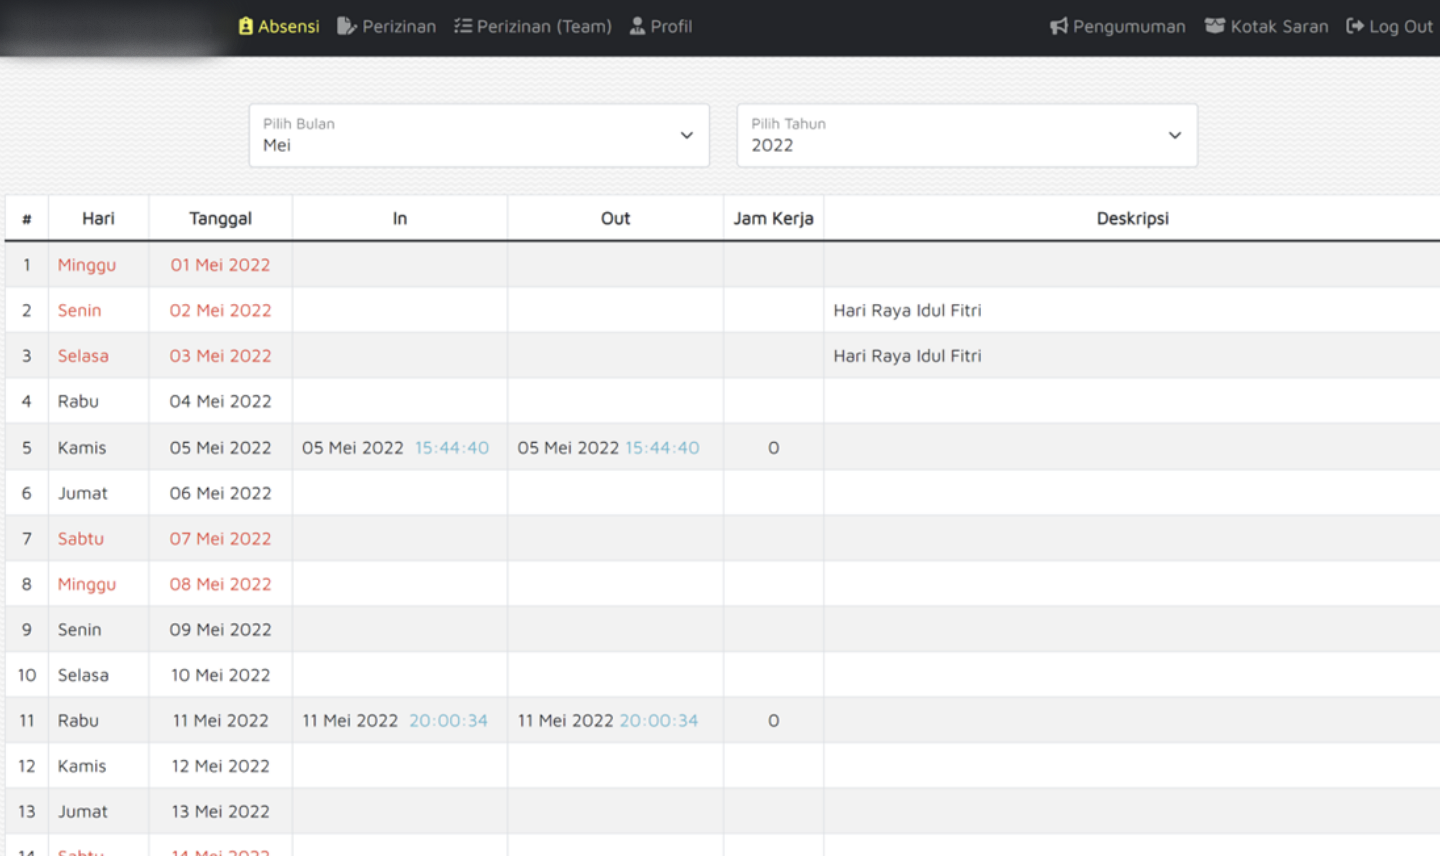 Absensi Perizinan Perizinan (Team) Profil Pengumuman Kotak Saran Log Out
Pilih Bulan
Mei
Pilih Tahun
2022
# Hari Tanggal In Out Jam Kerja Deskripsi
1 Minggu 01 Mei 2022
2 Senin 02 Mei 2022 Hari Raya Idul Fitri
3 Selasa 03 Mei 2022 Hari Raya Idul Fitri
4 Rabu 04 Mei 2022
5 Kamis 05 Mei 2022 05 Mei 2022 15:44:40 05 Mei 2022 15:44:40 0
6 Jumat 06 Mei 2022
7 Sabtu 07 Mei 2022
8 Minggu 08 Mei 2022
9 Senin 09 Mei 2022
10 Selasa 10 Mei 2022
11 Rabu 11 Mei 2022 11 Mei 2022 20:00:34 11 Mei 2022 20:00:34 0
12 Kamis 12 Mei 2022
13 Jumat 13 Mei 2022
14 Sabtu 14 Mei 2022